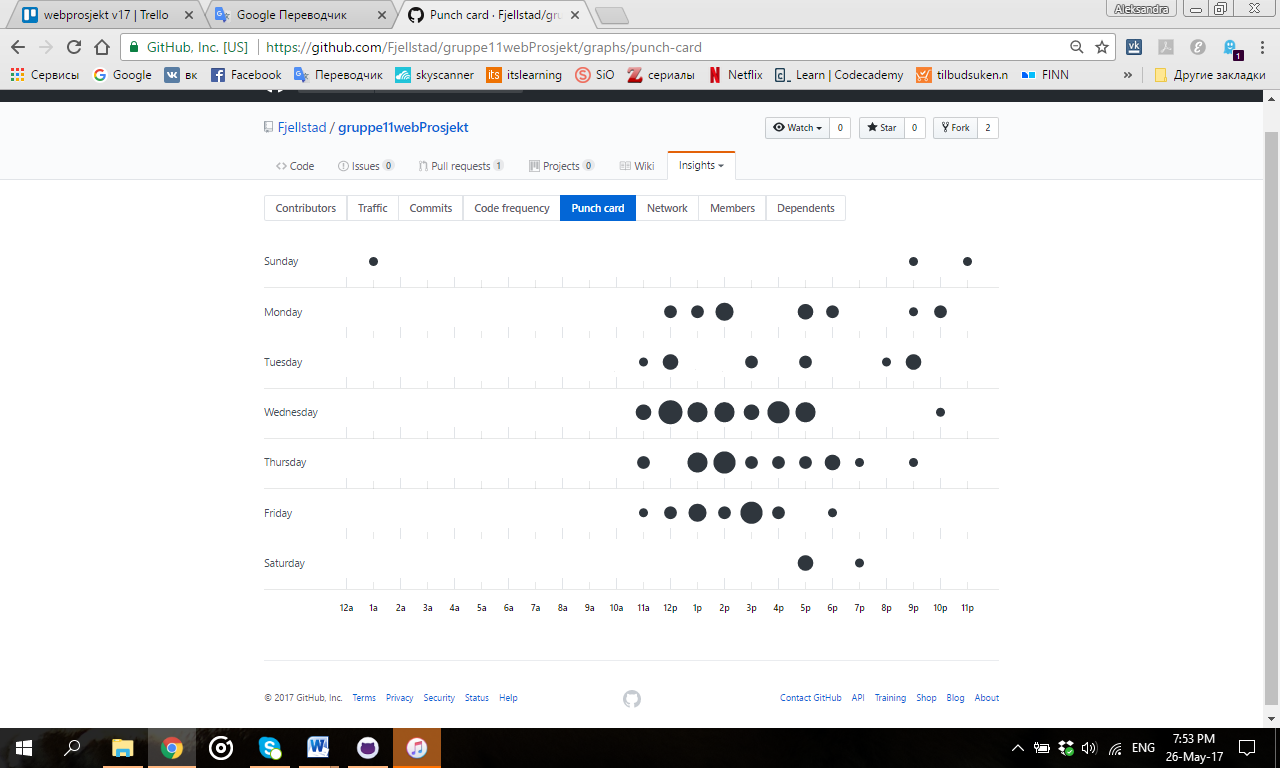 webprosjekt v17 | Trello
Google Переводчик
Punch card · Fjellstad/gru
Aleksandra
GitHub, Inc. [US]
https://github.com/Fjellstad/gruppe11webProsjekt/graphs/punch-card
Сервисы
Google
вк
Facebook
Переводчик
skyscanner
its
itslearning
SiO
сериалы
Netflix
Learn | Codecademy
tilbudsuken.n
FINN
»
Другие закладки
Fjellstad / gruppe11webProsjekt
Watch 0
Star 0
Fork 2
Code
Issues 0
Pull requests 1
Projects 0
Wiki
Insights
Contributors
Traffic
Commits
Code frequency
Punch card
Network
Members
Dependents
Sunday
Monday
Tuesday
Wednesday
Thursday
Friday
Saturday
12a 1a 2a 3a 4a 5a 6a 7a 8a 9a 10a 11a 12p 1p 2p 3p 4p 5p 6p 7p 8p 9p 10p 11p
© 2017 GitHub, Inc. Terms Privacy Security Status Help
Contact GitHub API Training Shop Blog About
ENG
7:53 PM
26-May-17